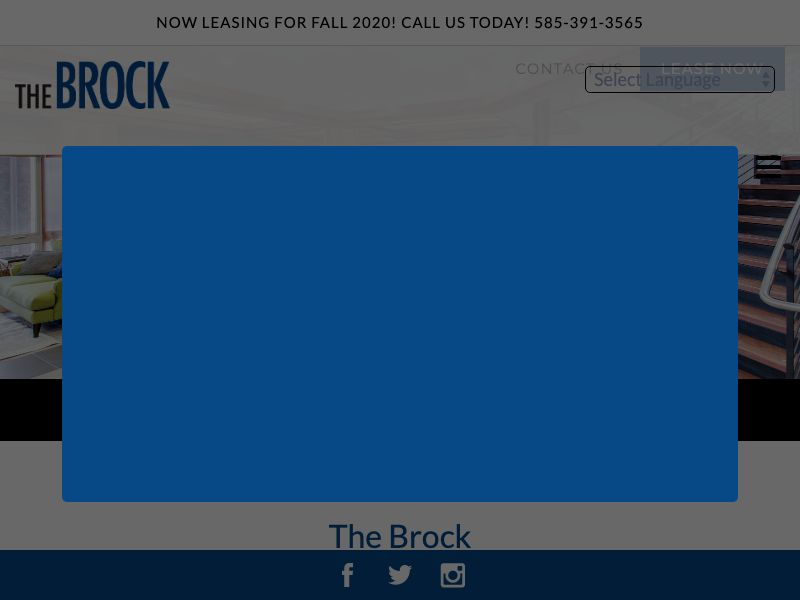 NOW LEASING FOR FALL 2020! CALL US TODAY! 585-391-3565
CONTACT US
LEASE NOW
Select Language
THE BROCK
The Brock